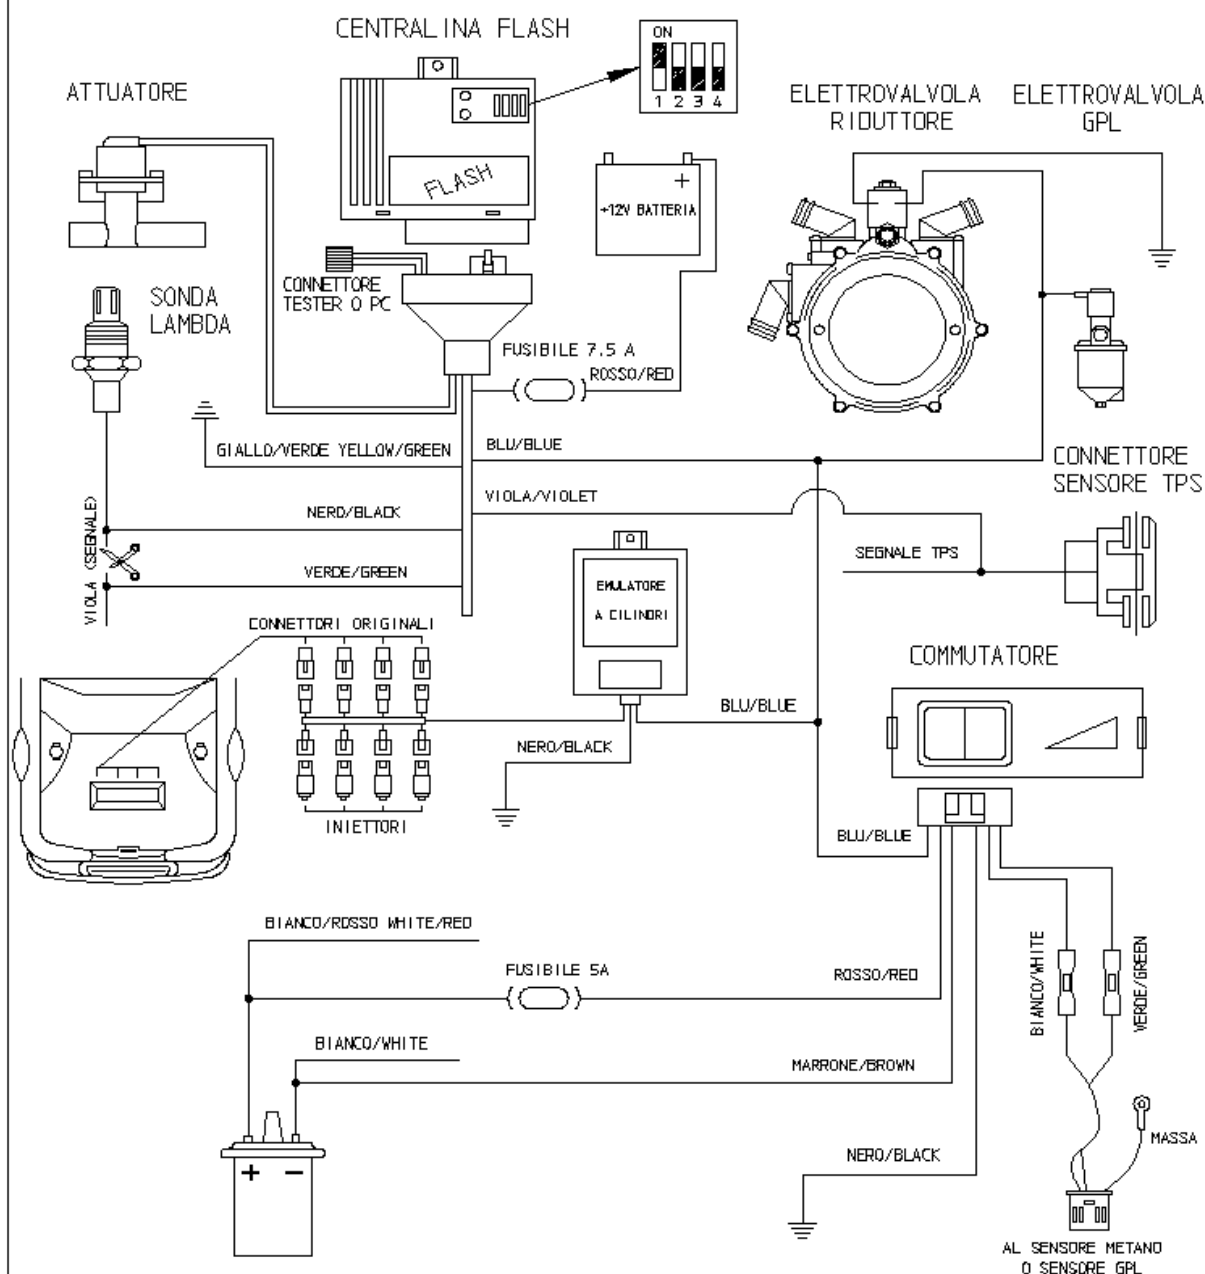 CENTRALINA FLASH
ON
1 2 3 4
ATTUATORE
ELETTROVALVOLA
RIDUTTORE
ELETTROVALVOLA
GPL
FLASH
+
+12V BATTERIA
CONNETTORE
TESTER O PC
SONDA
LAMBDA
FUSIBILE 7.5 A
ROSSO/RED
GIALLO/VERDE YELLOW/GREEN
BLU/BLUE
CONNETTORE
SENSORE TPS
VIOLA/VIOLET
NERO/BLACK
VIOLA (SEGNALE)
SEGNALE TPS
VERDE/GREEN
EMULATORE
A CILINDRI
CONNETTORI ORIGINALI
COMMUTATORE
BLU/BLUE
NERO/BLACK
INIETTORI
BLU/BLUE
BIANCO/ROSSO WHITE/RED
FUSIBILE 5A
ROSSO/RED
BIANCO/WHITE
VERDE/GREEN
BIANCO/WHITE
MARRONE/BROWN
MASSA
NERO/BLACK
+ −
AL SENSORE METANO
O SENSORE GPL